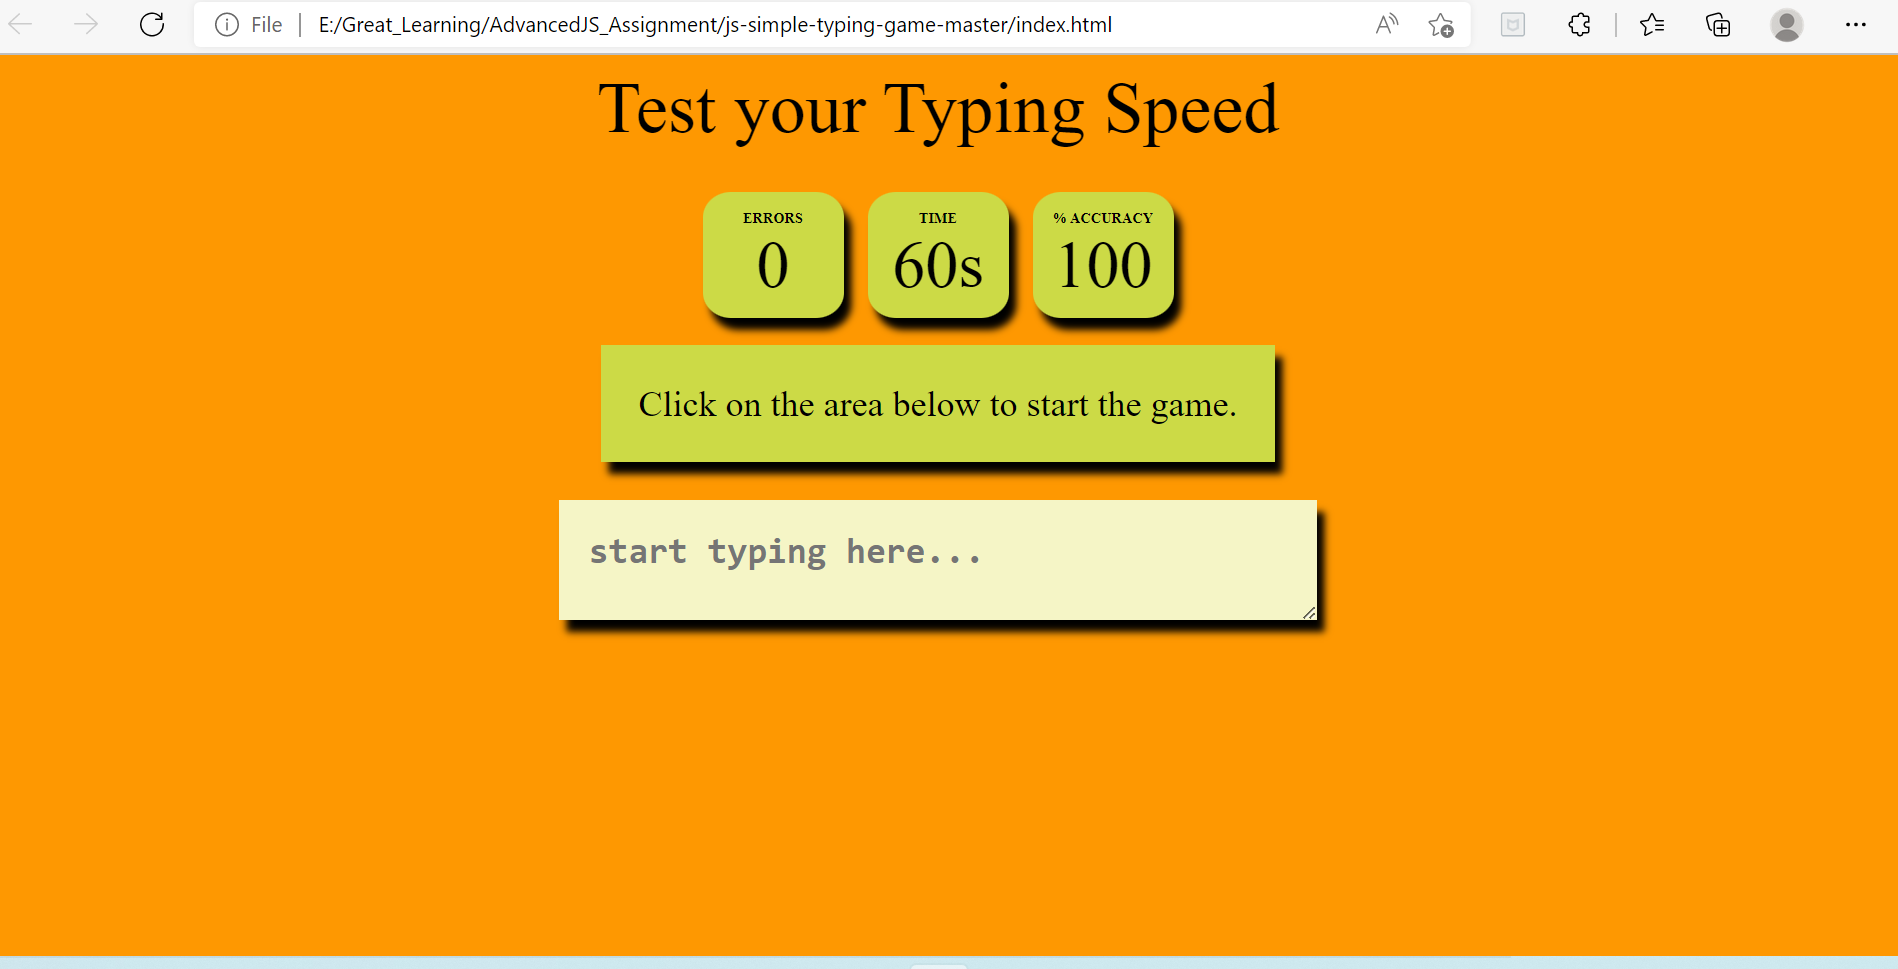 File E:/Great_Learning/AdvancedJS_Assignment/js-simple-typing-game-master/index.html
Test your Typing Speed
ERRORS TIME % ACCURACY
0 60s 100
Click on the area below to start the game.
start typing here...